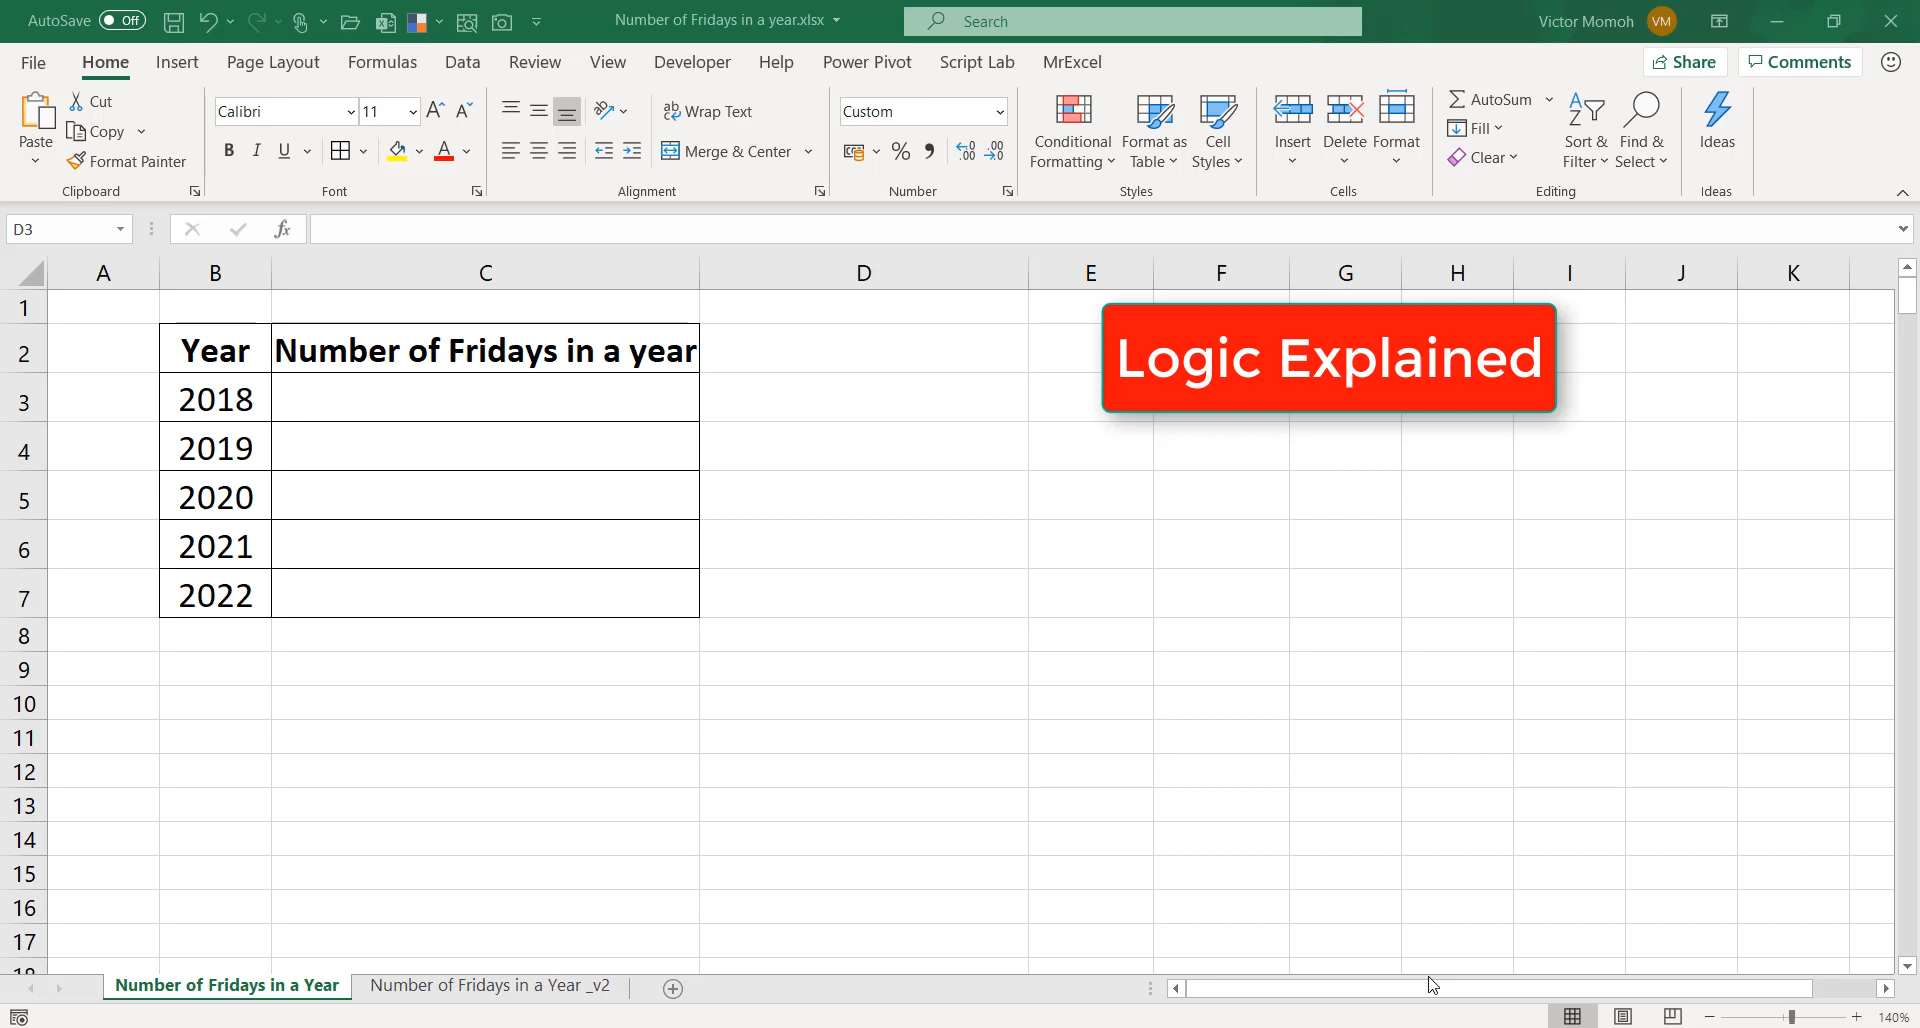 AutoSave Off Number of Fridays in a year.xlsx Search Victor Momoh VM
File Home Insert Page Layout Formulas Data Review View Developer Help Power Pivot Script Lab MrExcel Share Comments
Paste Cut Copy Format Painter
Clipboard
Calibri 11
B I U A
Font
Wrap Text
Merge & Center
Alignment
Custom
%
Number
Conditional Formatting
Format as Table
Cell Styles
Styles
Insert Delete Format
Cells
AutoSum
Fill
Clear
Sort & Filter
Find & Select
Editing
Ideas
Ideas
D3 fx
A B C D E F G H I J K
1
2 Year Number of Fridays in a year
Logic Explained
3 2018
4 2019
5 2020
6 2021
7 2022
8
9
10
11
12
13
14
15
16
17
18
Number of Fridays in a Year Number of Fridays in a Year _v2
140%